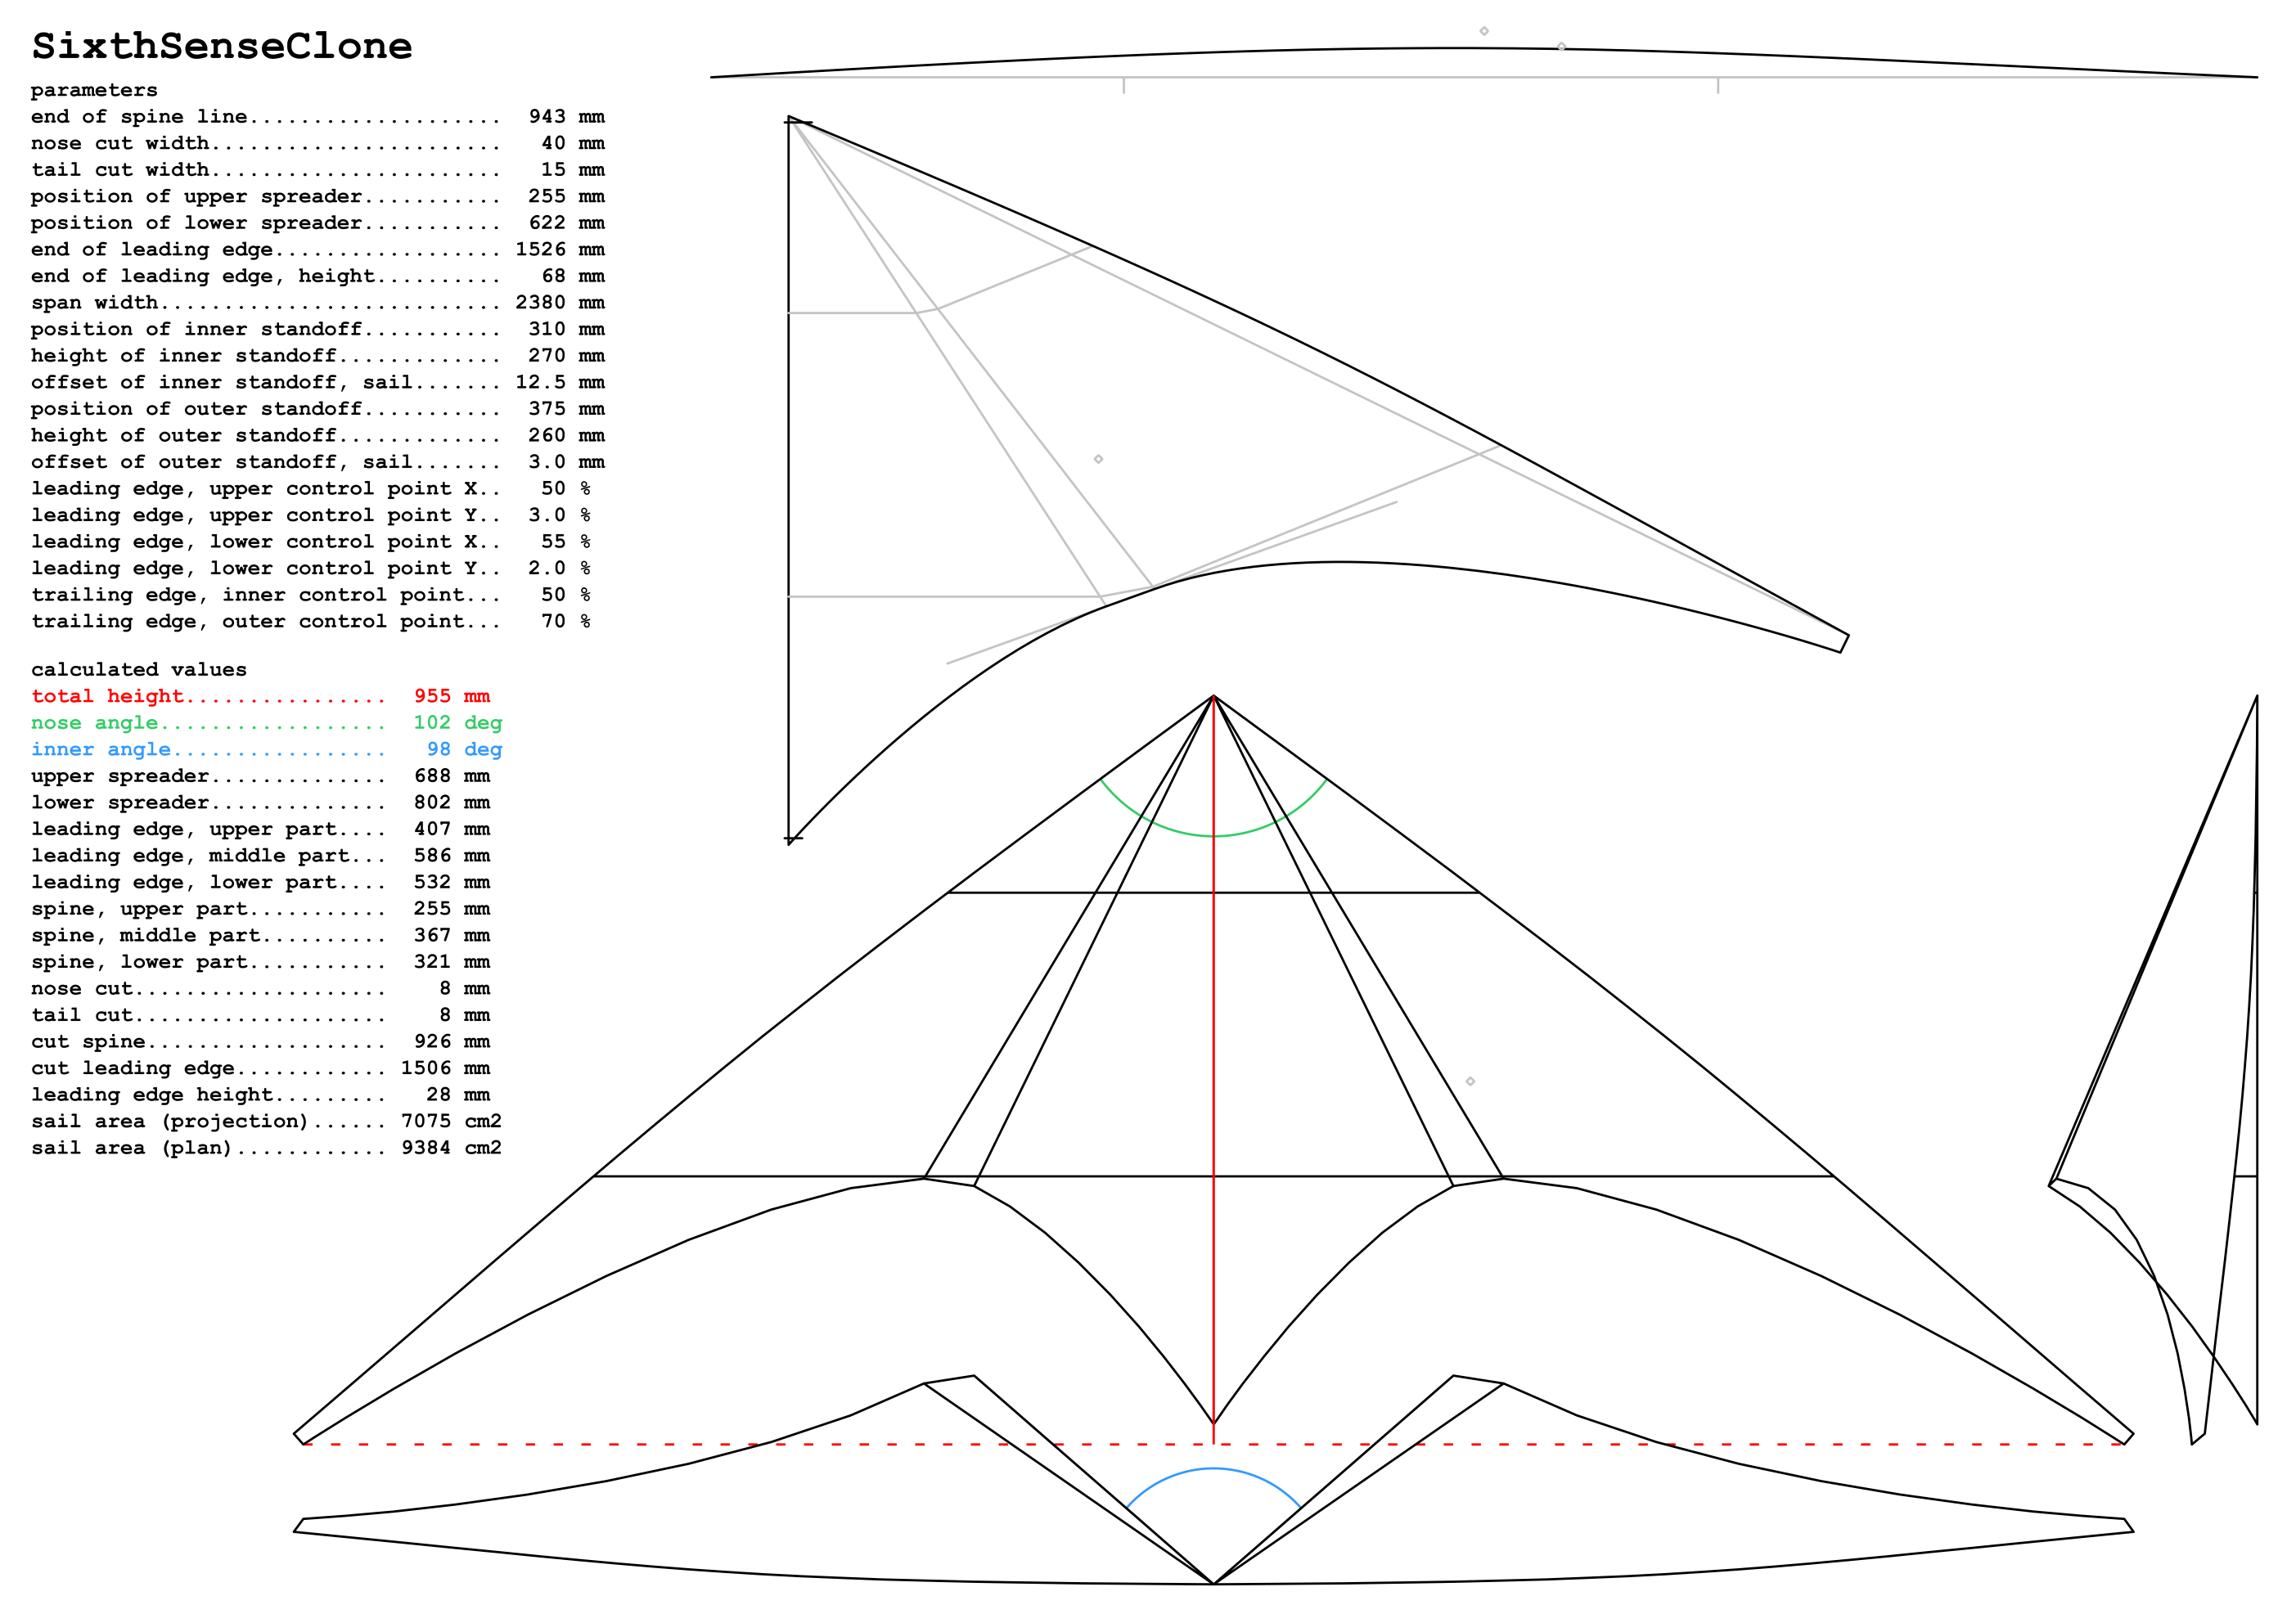 SixthSenseClone
parameters
end of spine line.................... 943 mm
nose cut width....................... 40 mm
tail cut width....................... 15 mm
position of upper spreader........... 255 mm
position of lower spreader........... 622 mm
end of leading edge.................. 1526 mm
end of leading edge, height.......... 68 mm
span width........................... 2380 mm
position of inner standoff........... 310 mm
height of inner standoff............. 270 mm
offset of inner standoff, sail....... 12.5 mm
position of outer standoff........... 375 mm
height of outer standoff............. 260 mm
offset of outer standoff, sail....... 3.0 mm
leading edge, upper control point X.. 50 %
leading edge, upper control point Y.. 3.0 %
leading edge, lower control point X.. 55 %
leading edge, lower control point Y.. 2.0 %
trailing edge, inner control point... 50 %
trailing edge, outer control point... 70 %
calculated values
total height................ 955 mm
nose angle.................. 102 deg
inner angle................. 98 deg
upper spreader.............. 688 mm
lower spreader.............. 802 mm
leading edge, upper part.... 407 mm
leading edge, middle part... 586 mm
leading edge, lower part.... 532 mm
spine, upper part........... 255 mm
spine, middle part.......... 367 mm
spine, lower part........... 321 mm
nose cut.................... 8 mm
tail cut.................... 8 mm
cut spine................... 926 mm
cut leading edge............ 1506 mm
leading edge height......... 28 mm
sail area (projection)...... 7075 cm2
sail area (plan)............ 9384 cm2